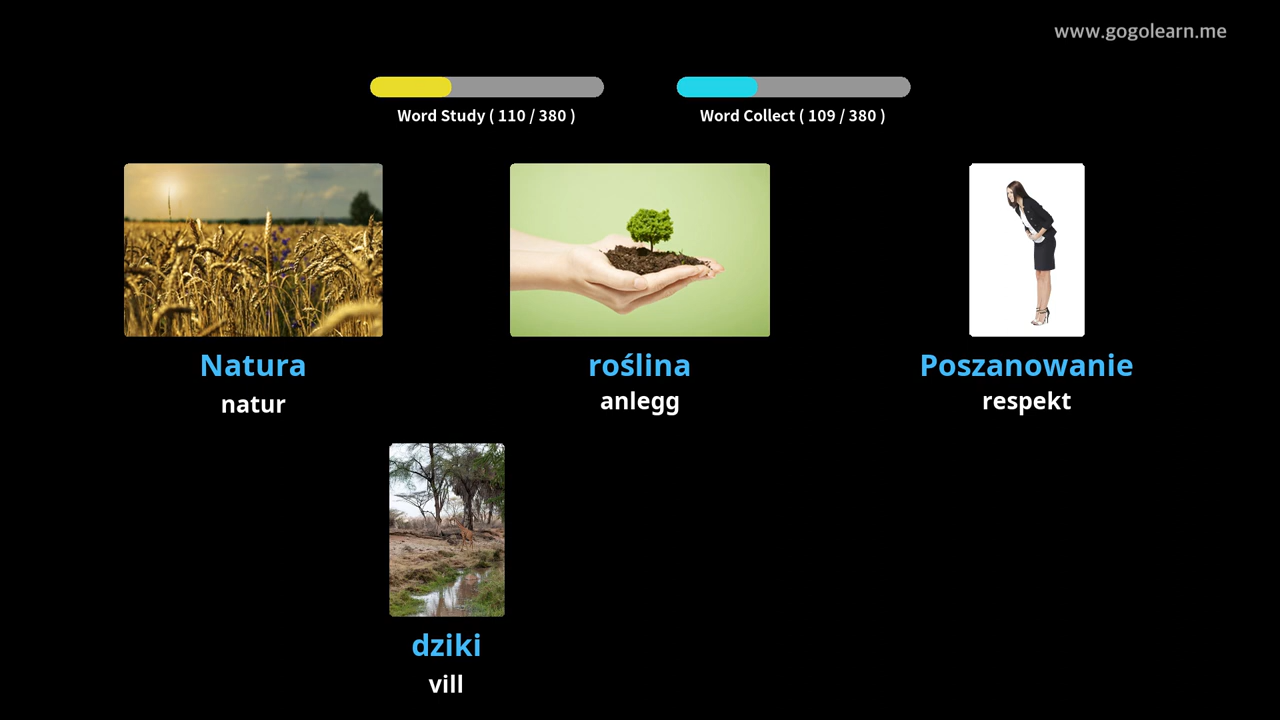 www.gogolearn.me
Word Study ( 110 / 380 )
Word Collect ( 109 / 380 )
Natura
natur
roślina
anlegg
Poszanowanie
respekt
dziki
vill